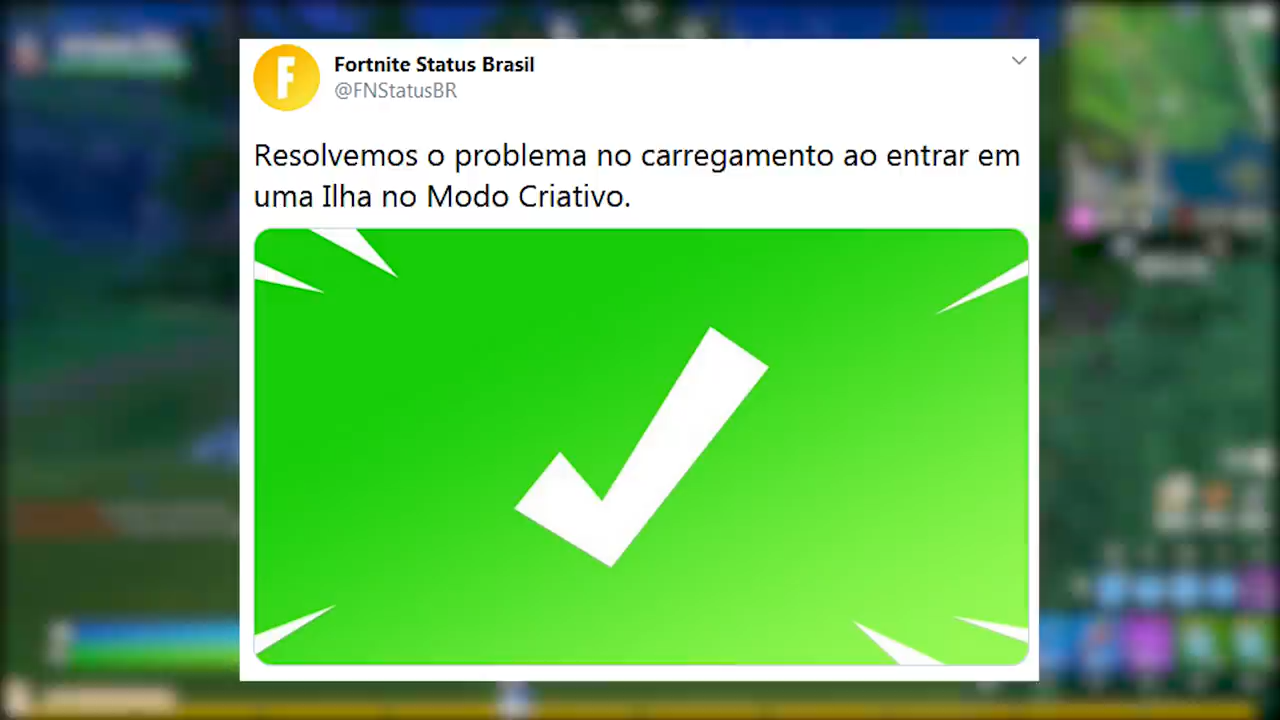 F
Fortnite Status Brasil
@FNStatusBR
Resolvemos o problema no carregamento ao entrar em
uma Ilha no Modo Criativo.